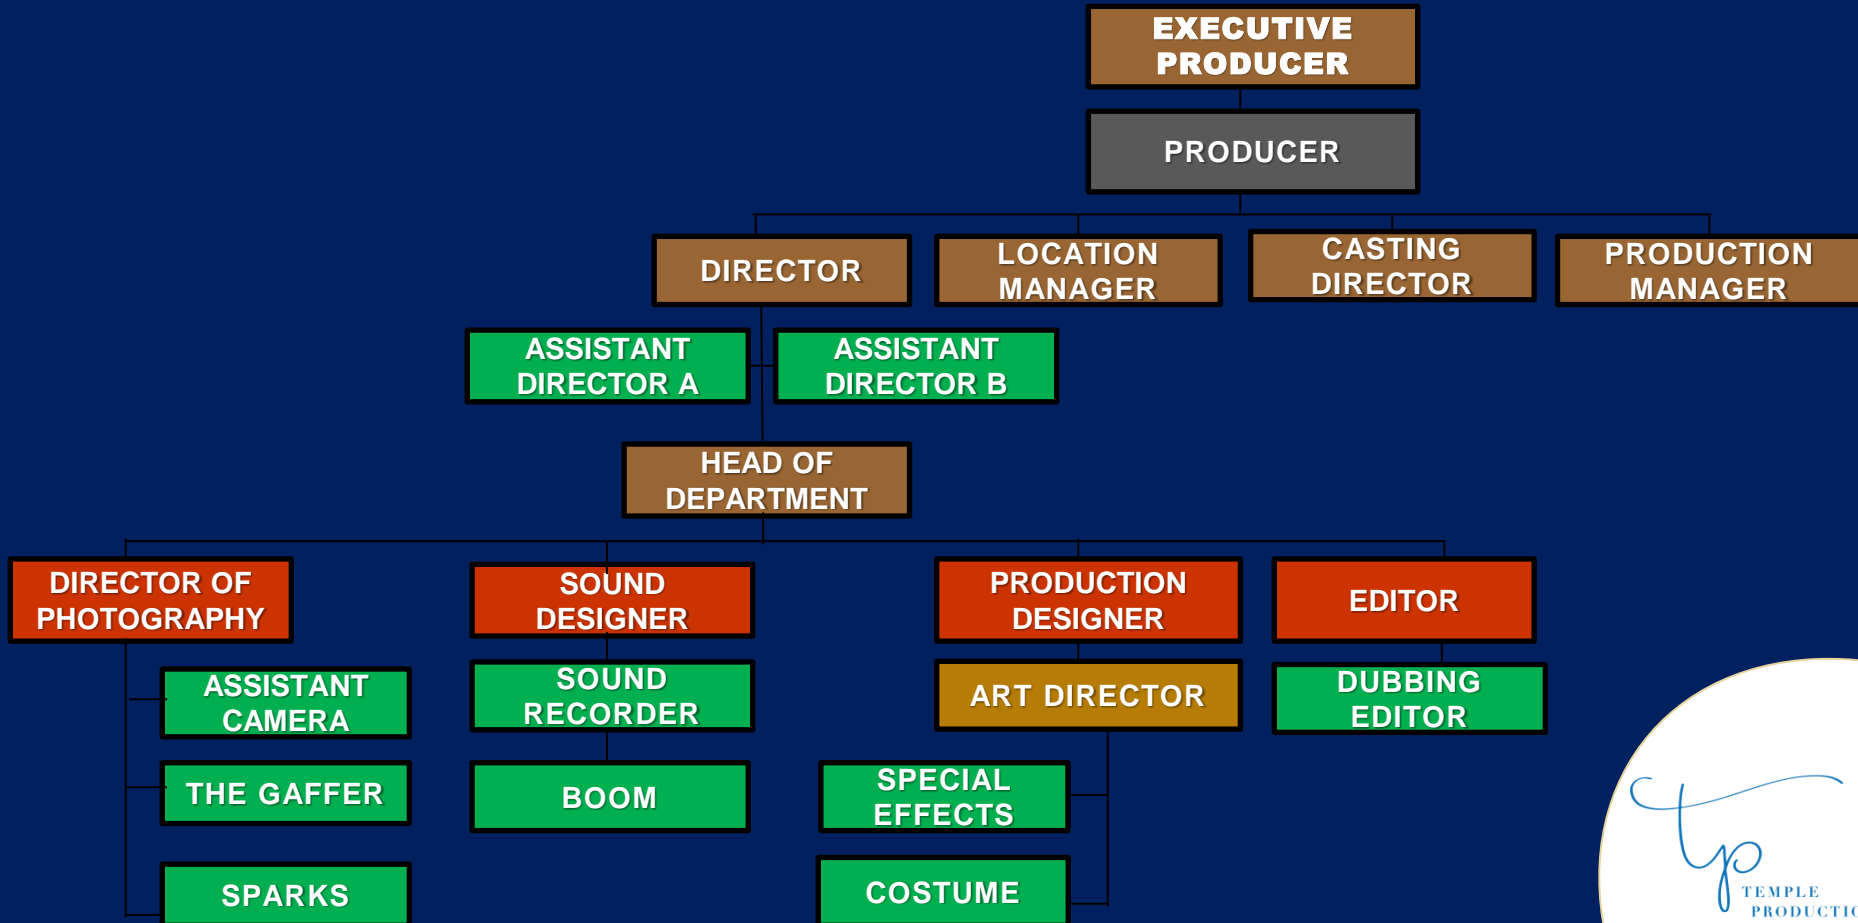 EXECUTIVE
PRODUCER
PRODUCER
DIRECTOR
LOCATION
MANAGER
CASTING
DIRECTOR
PRODUCTION
MANAGER
ASSISTANT
DIRECTOR A
ASSISTANT
DIRECTOR B
HEAD OF
DEPARTMENT
DIRECTOR OF
PHOTOGRAPHY
SOUND
DESIGNER
PRODUCTION
DESIGNER
EDITOR
ASSISTANT
CAMERA
SOUND
RECORDER
ART DIRECTOR
DUBBING
EDITOR
THE GAFFER
BOOM
SPECIAL
EFFECTS
SPARKS
COSTUME
tp
TEMPLE
PRODUCTIO